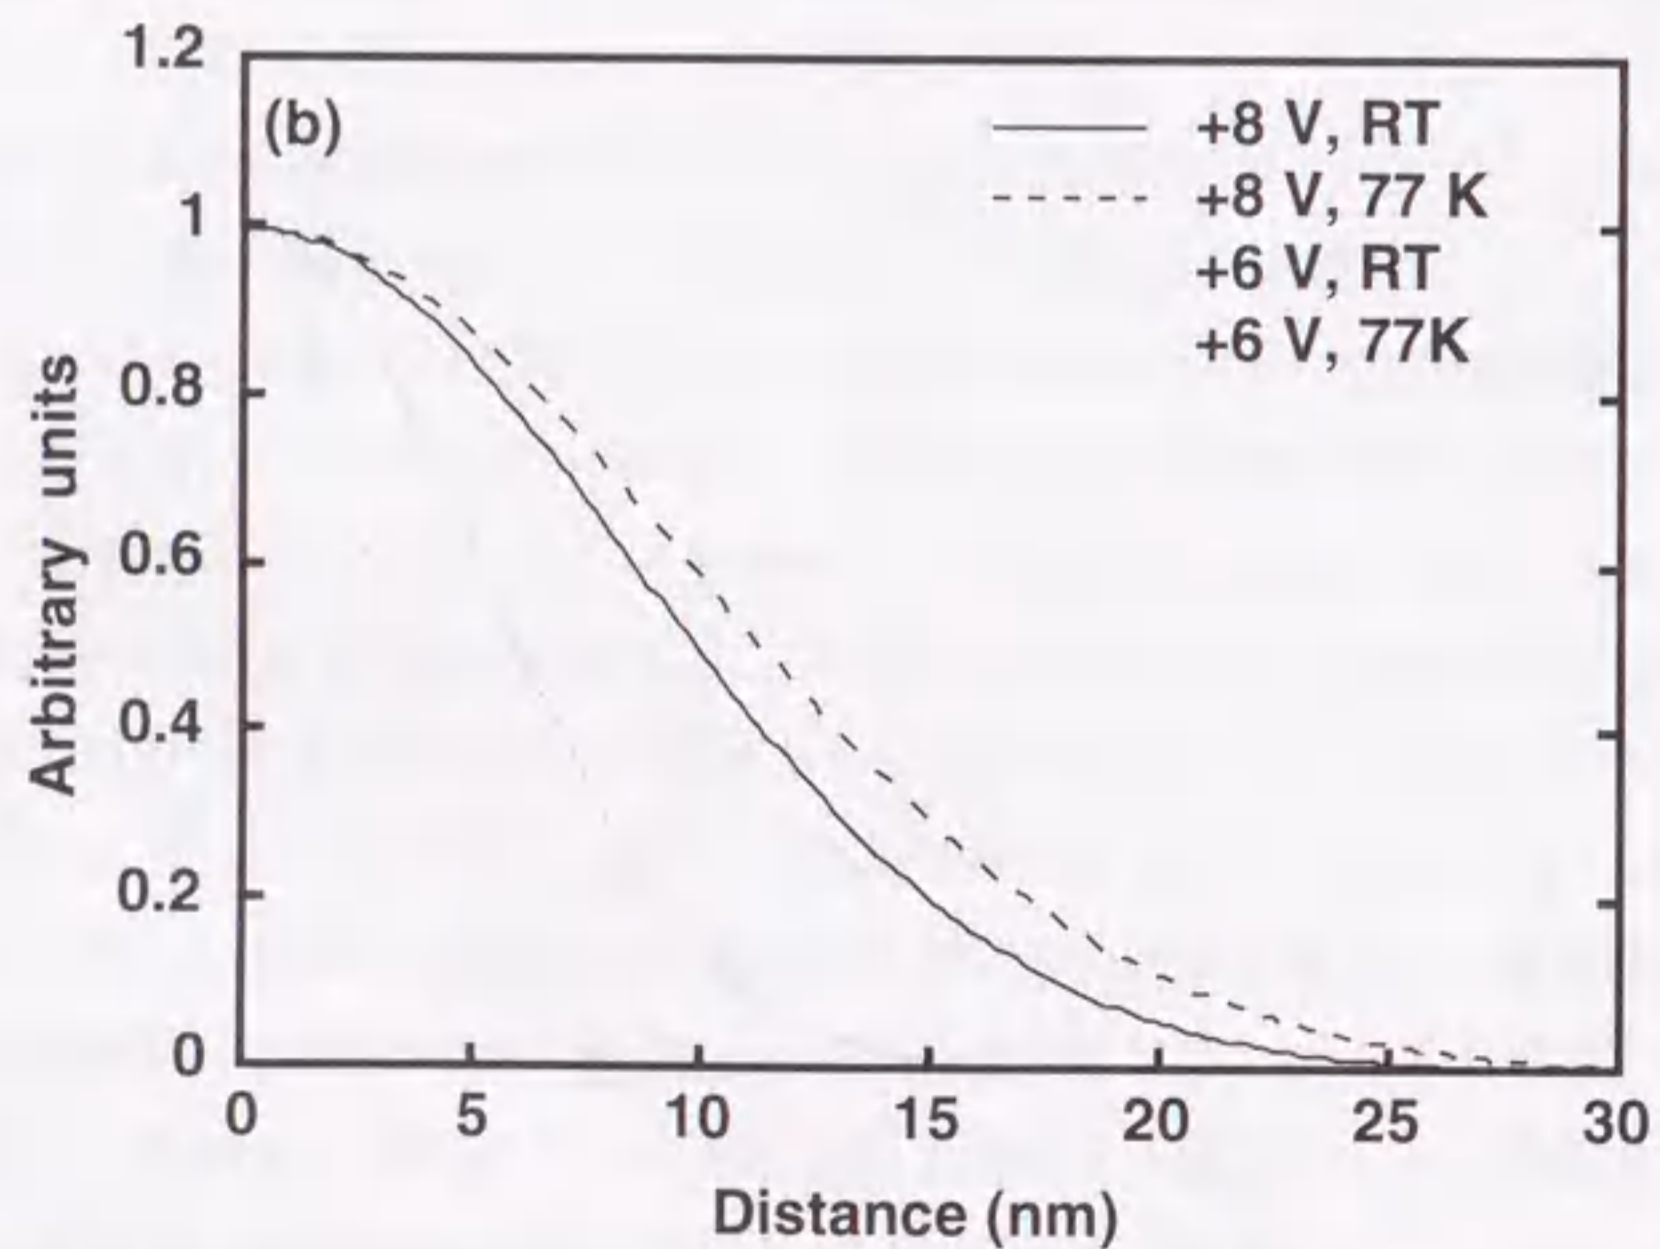 1.2
(b)
+8 V, RT
+8 V, 77 K
+6 V, RT
+6 V, 77K
1
0.8
0.6
0.4
0.2
0
Arbitrary units
0 5 10 15 20 25 30
Distance (nm)